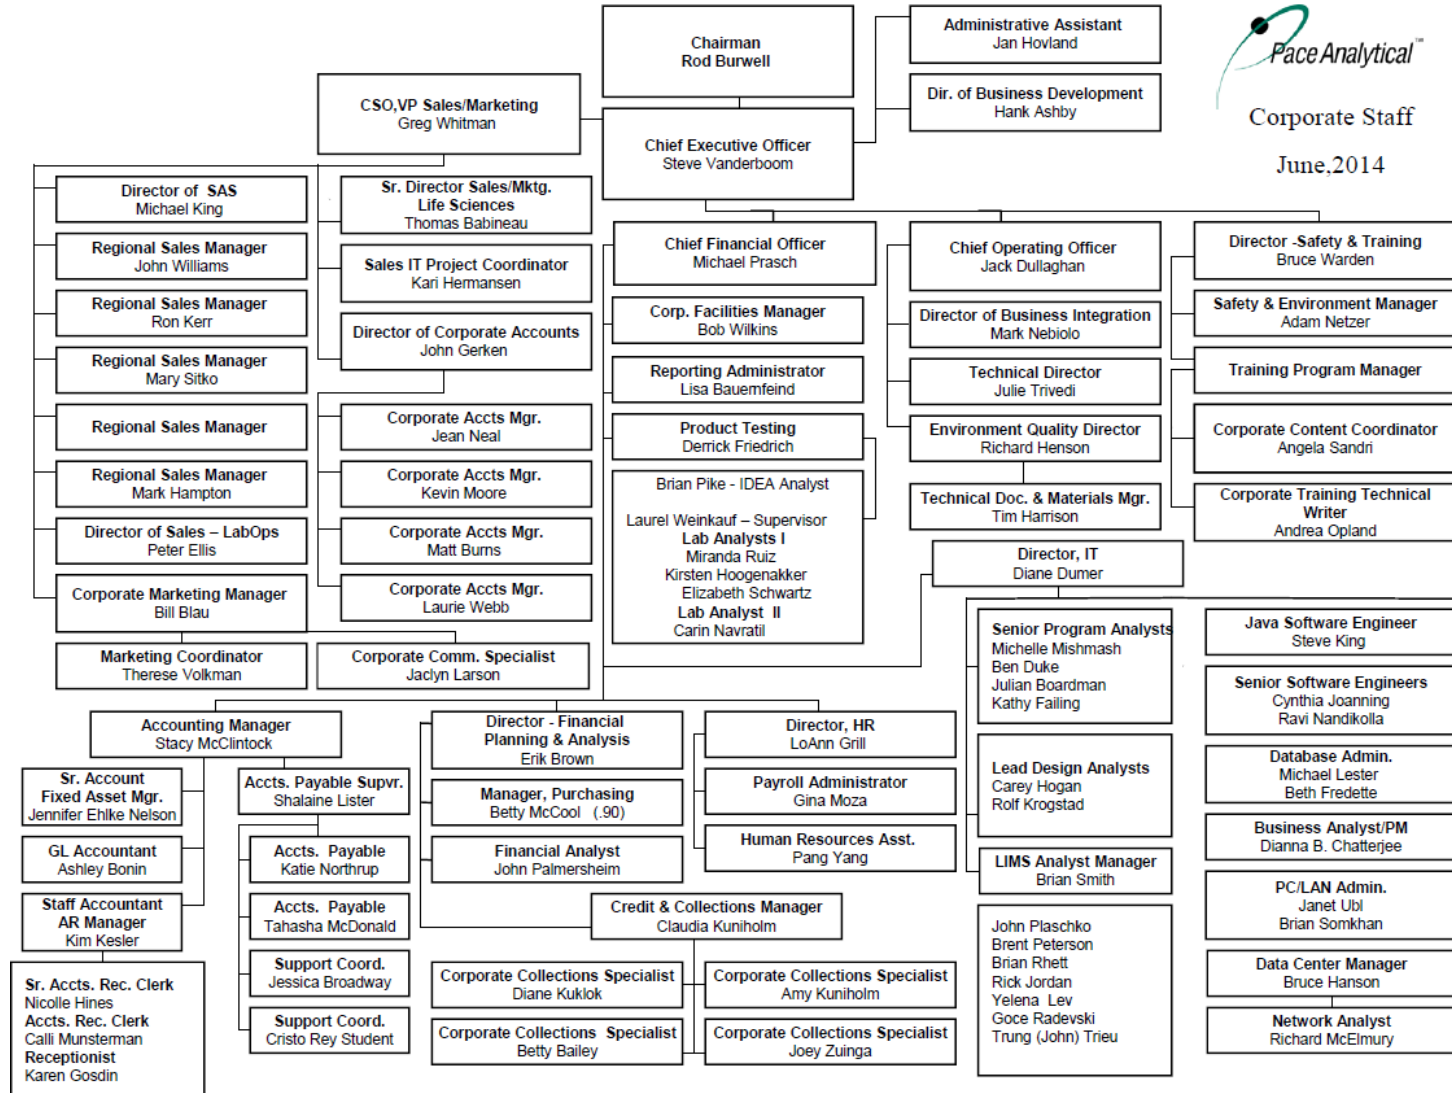 Chairman
Rod Burwell
Administrative Assistant
Jan Hovland
Pace Analytical™
Corporate Staff
June,2014
Dir. of Business Development
Hank Ashby
CSO,VP Sales/Marketing
Greg Whitman
Chief Executive Officer
Steve Vanderboom
Director of SAS
Michael King
Regional Sales Manager
John Williams
Regional Sales Manager
Ron Kerr
Regional Sales Manager
Mary Sitko
Regional Sales Manager
Regional Sales Manager
Mark Hampton
Director of Sales – LabOps
Peter Ellis
Corporate Marketing Manager
Bill Blau
Marketing Coordinator
Therese Volkman
Corporate Comm. Specialist
Jaclyn Larson
Sr. Director Sales/Mktg.
Life Sciences
Thomas Babineau
Sales IT Project Coordinator
Kari Hermansen
Director of Corporate Accounts
John Gerken
Corporate Accts Mgr.
Jean Neal
Corporate Accts Mgr.
Kevin Moore
Corporate Accts Mgr.
Matt Burns
Corporate Accts Mgr.
Laurie Webb
Chief Financial Officer
Michael Prasch
Corp. Facilities Manager
Bob Wilkins
Reporting Administrator
Lisa Bauernfeind
Product Testing
Derrick Friedrich
Brian Pike - IDEA Analyst
Laurel Weinkauf – Supervisor
Lab Analysts I
Miranda Ruiz
Kirsten Hoogenakker
Elizabeth Schwartz
Lab Analyst II
Carin Navratil
Chief Operating Officer
Jack Dullaghan
Director of Business Integration
Mark Nebiolo
Technical Director
Julie Trivedi
Environment Quality Director
Richard Henson
Technical Doc. & Materials Mgr.
Tim Harrison
Director -Safety & Training
Bruce Warden
Safety & Environment Manager
Adam Netzer
Training Program Manager
Corporate Content Coordinator
Angela Sandri
Corporate Training Technical
Writer
Andrea Opland
Director, IT
Diane Dumer
Senior Program Analysts
Michelle Mishmash
Ben Duke
Julian Boardman
Kathy Failing
Lead Design Analysts
Carey Hogan
Rolf Krogstad
LIMS Analyst Manager
Brian Smith
John Plaschko
Brent Peterson
Brian Rhett
Rick Jordan
Yelena Lev
Goce Radevski
Trung (John) Trieu
Java Software Engineer
Steve King
Senior Software Engineers
Cynthia Joanning
Ravi Nandikolla
Database Admin.
Michael Lester
Beth Fredette
Business Analyst/PM
Dianna B. Chatterjee
PC/LAN Admin.
Janet Ubl
Brian Somkhan
Data Center Manager
Bruce Hanson
Network Analyst
Richard McElmury
Accounting Manager
Stacy McClintock
Sr. Account
Fixed Asset Mgr.
Jennifer Ehlke Nelson
GL Accountant
Ashley Bonin
Staff Accountant
AR Manager
Kim Kesler
Sr. Accts. Rec. Clerk
Nicolle Hines
Accts. Rec. Clerk
Calli Munsterman
Receptionist
Karen Gosdin
Accts. Payable Supvr.
Shalaine Lister
Accts. Payable
Katie Northrup
Accts. Payable
Tahasha McDonald
Support Coord.
Jessica Broadway
Support Coord.
Cristo Rey Student
Director - Financial
Planning & Analysis
Erik Brown
Manager, Purchasing
Betty McCool (.90)
Financial Analyst
John Palmersheim
Director, HR
LoAnn Grill
Payroll Administrator
Gina Moza
Human Resources Asst.
Pang Yang
Credit & Collections Manager
Claudia Kuniholm
Corporate Collections Specialist
Diane Kuklok
Corporate Collections Specialist
Amy Kuniholm
Corporate Collections Specialist
Betty Bailey
Corporate Collections Specialist
Joey Zuinga